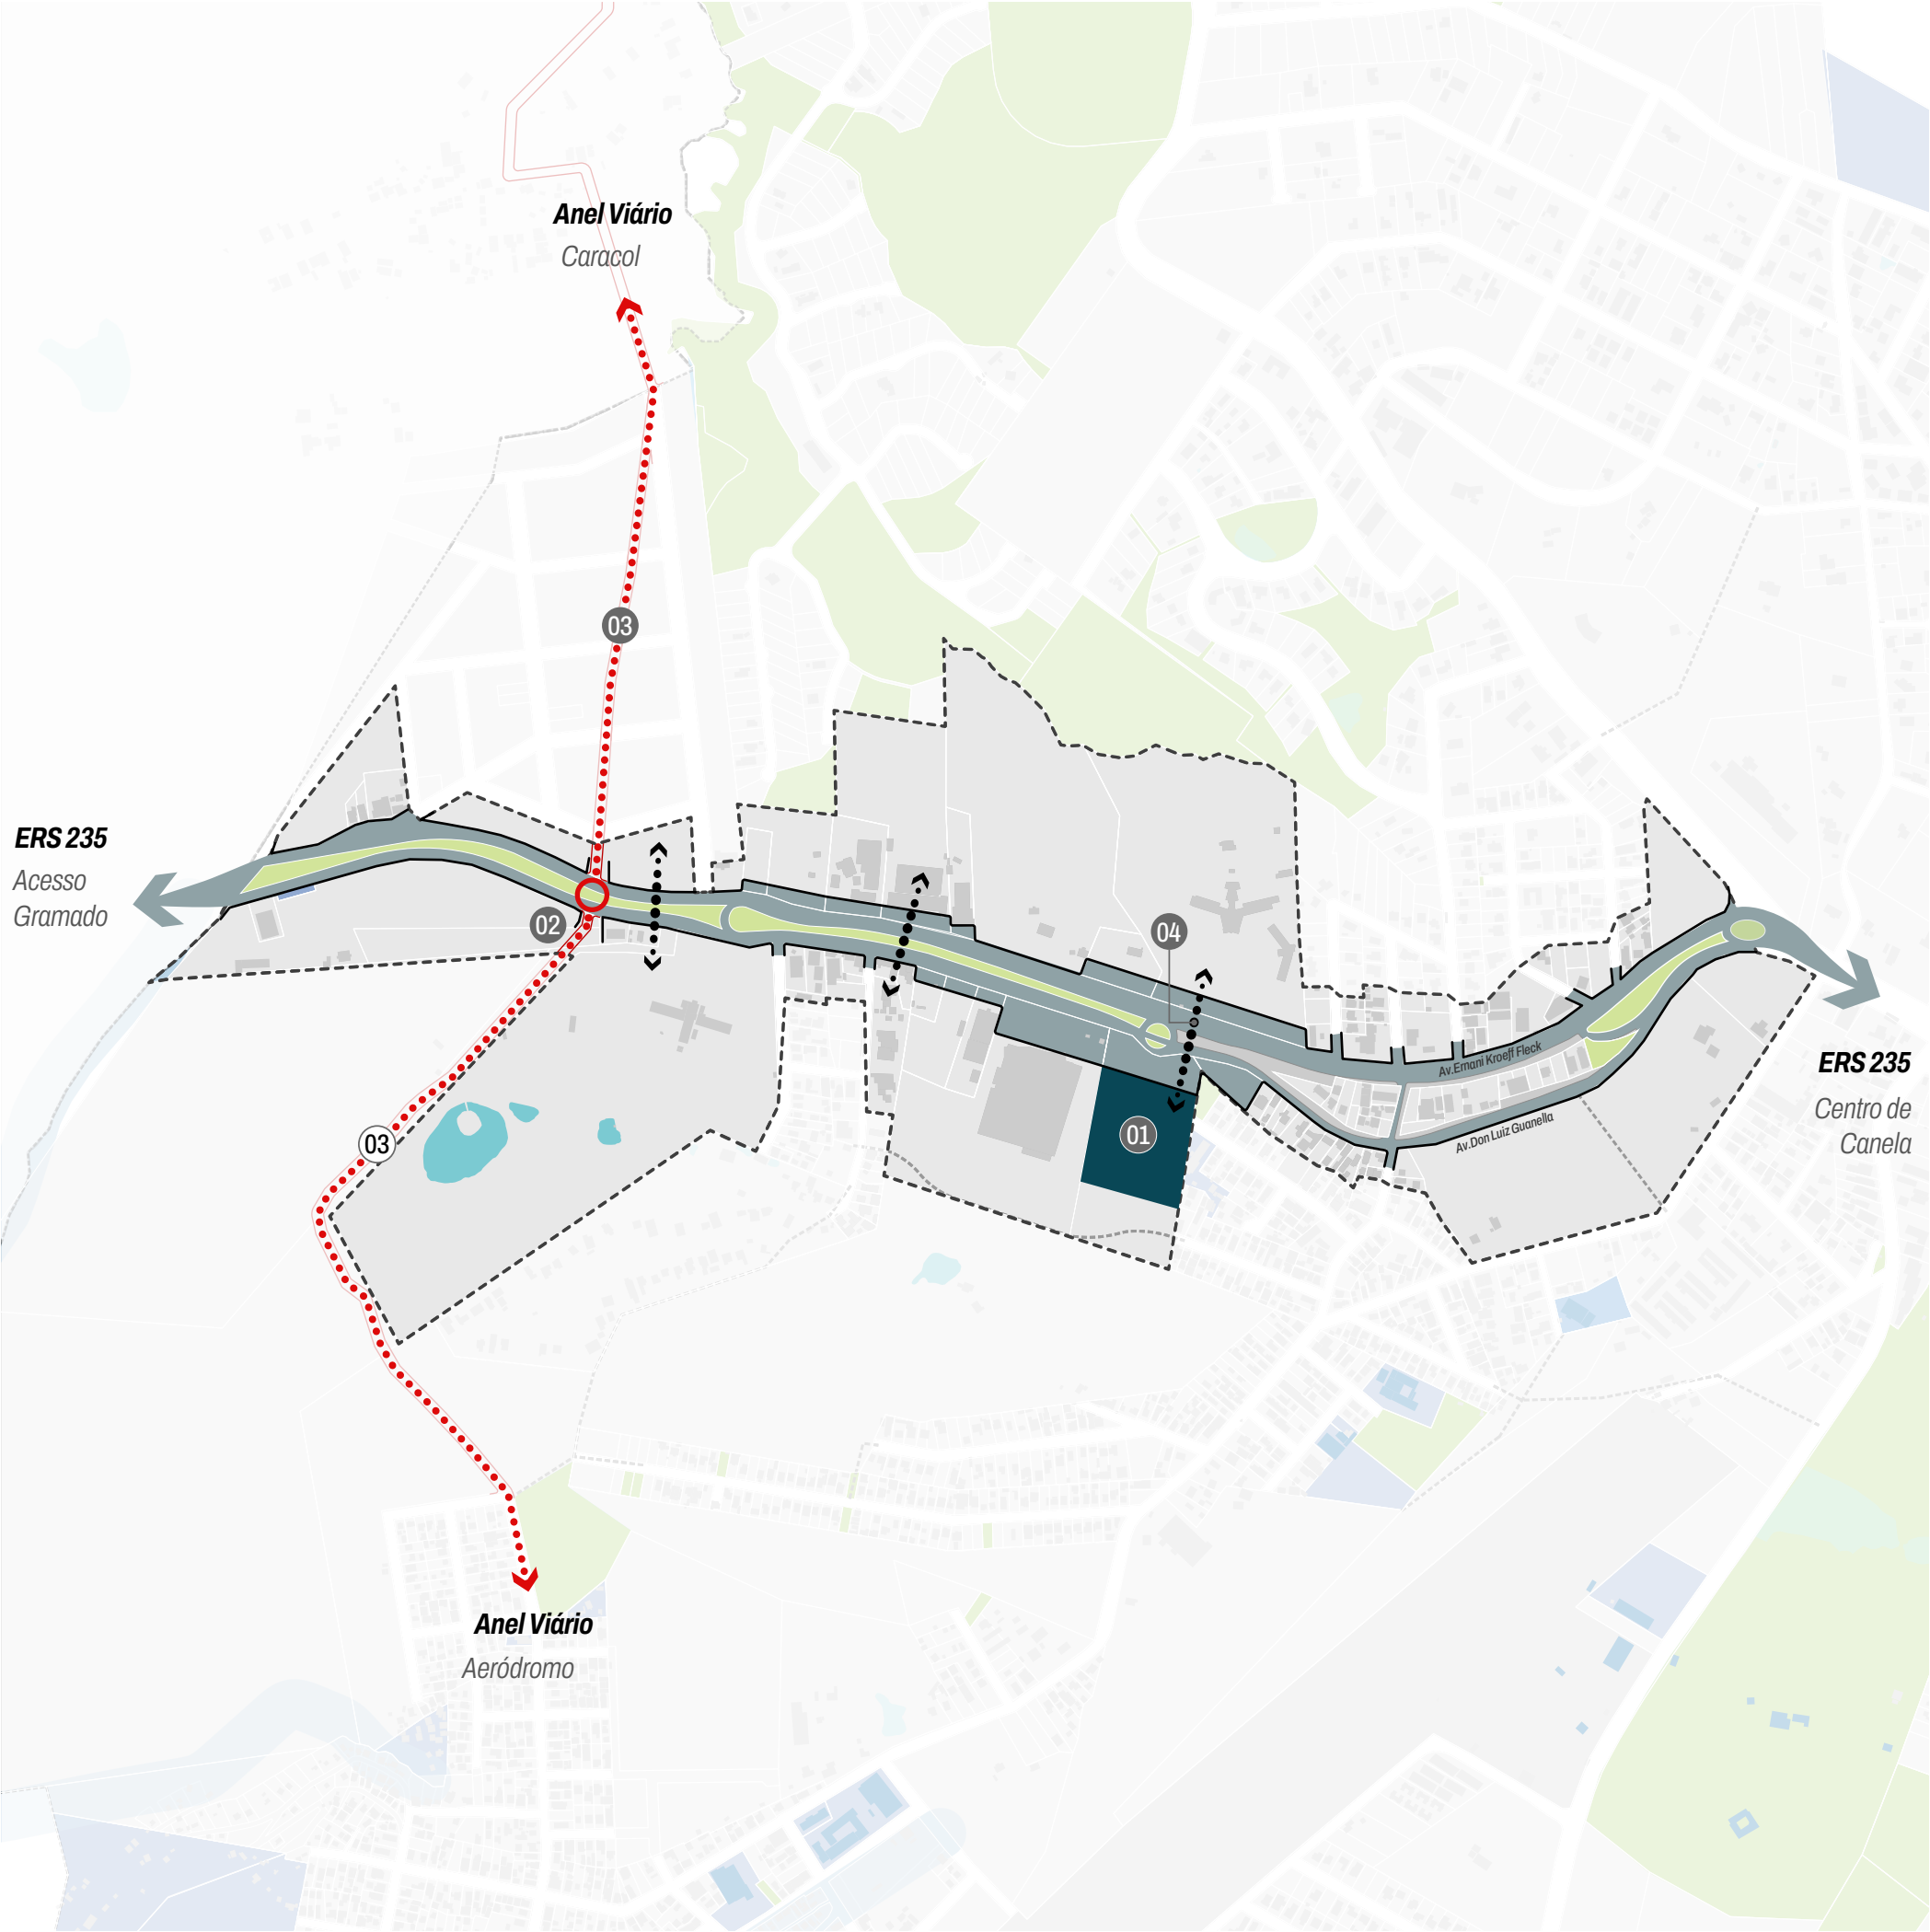 Anel Viário
Caracol
03
ERS 235
Acesso
Gramado
02
04
ERS 235
Centro de
Canela
Av.Ernani Kroeff Fleck
Av.Don Luiz Guanella
01
03
Anel Viário
Aeródromo